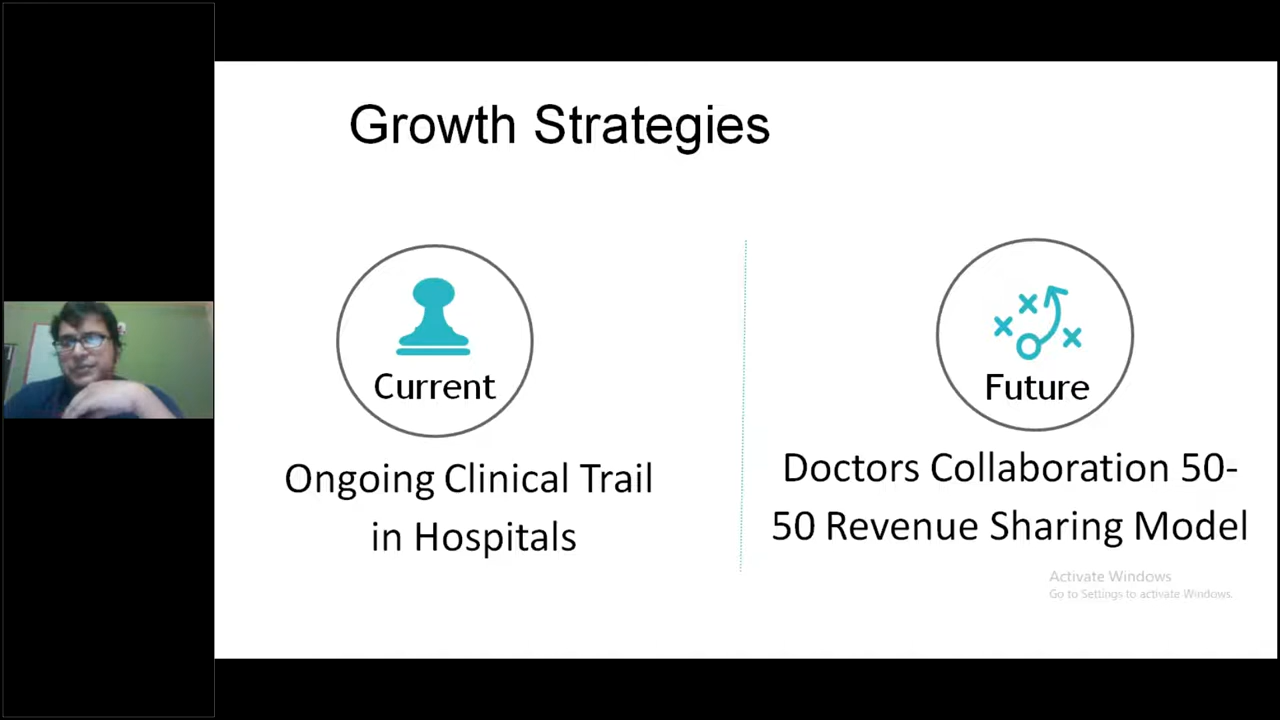 Growth Strategies
Current
Ongoing Clinical Trail
in Hospitals
Future
Doctors Collaboration 50-
50 Revenue Sharing Model
Activate Windows
Go to Settings to activate Windows.